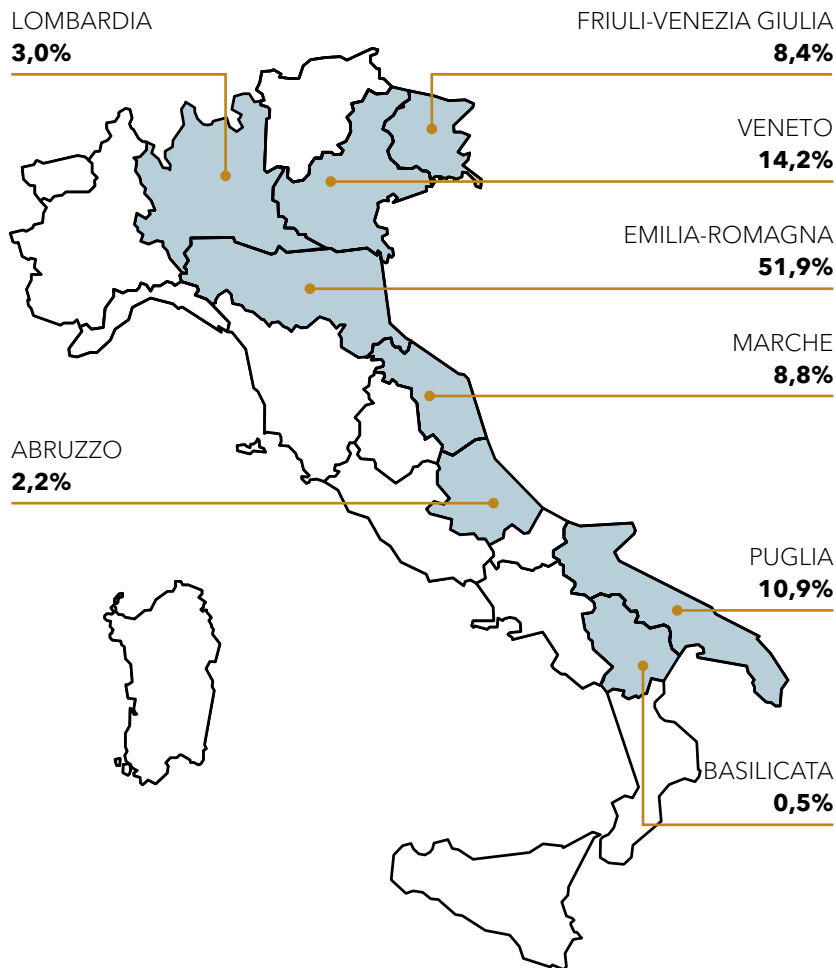 LOMBARDIA
3,0%
FRIULI-VENEZIA GIULIA
8,4%
VENETO
14,2%
EMILIA-ROMAGNA
51,9%
MARCHE
8,8%
ABRUZZO
2,2%
PUGLIA
10,9%
BASILICATA
0,5%